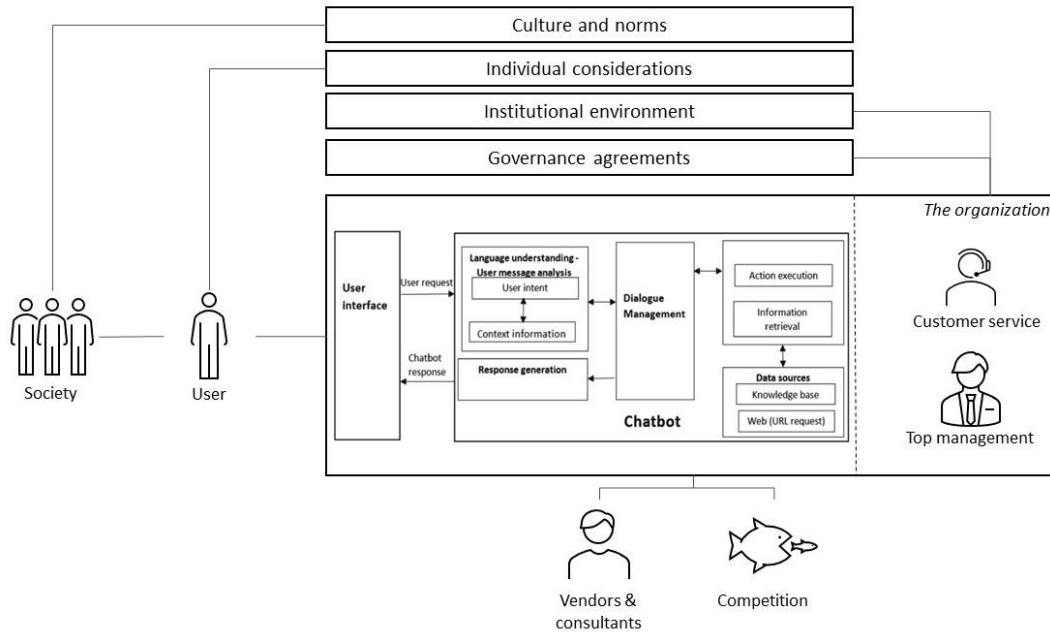 Culture and norms
Individual considerations
Institutional environment
Governance agreements
The organization
User
interface
User request
Chatbot
response
Language understanding -
User message analysis
User intent
Context information
Response generation
Dialogue
Management
Chatbot
Action execution
Information
retrieval
Data sources
Knowledge base
Web (URL request)
Customer service
Top management
Society
User
Vendors &
consultants
Competition